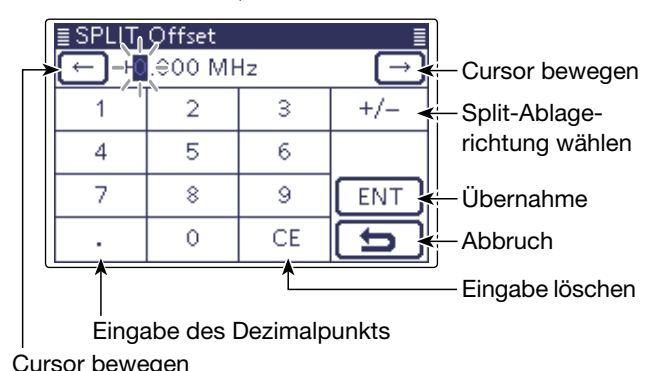 SPLIT Offset
← +0.000 MHz →
Cursor bewegen
1 2 3 +/–
Split-Ablage-
richtung wählen
4 5 6
7 8 9 ENT
Übernahme
. 0 CE
Abbruch
Eingabe löschen
Eingabe des Dezimalpunkts
Cursor bewegen